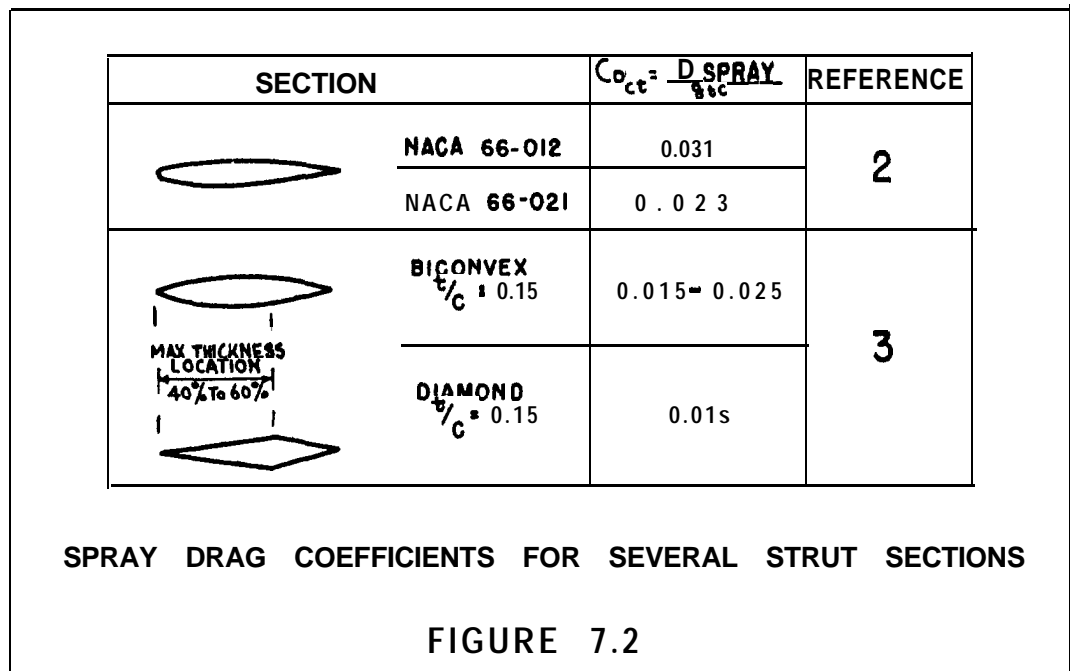 SECTION
C_Dct = D SPRAY / qtc
REFERENCE
NACA 66-012
0.031
2
NACA 66-021
0.023
BICONVEX
t/c = 0.15
0.015- 0.025
3
MAX THICKNESS
LOCATION
40% To 60%
DIAMOND
t/c = 0.15
0.01s
SPRAY DRAG COEFFICIENTS FOR SEVERAL STRUT SECTIONS
FIGURE 7.2